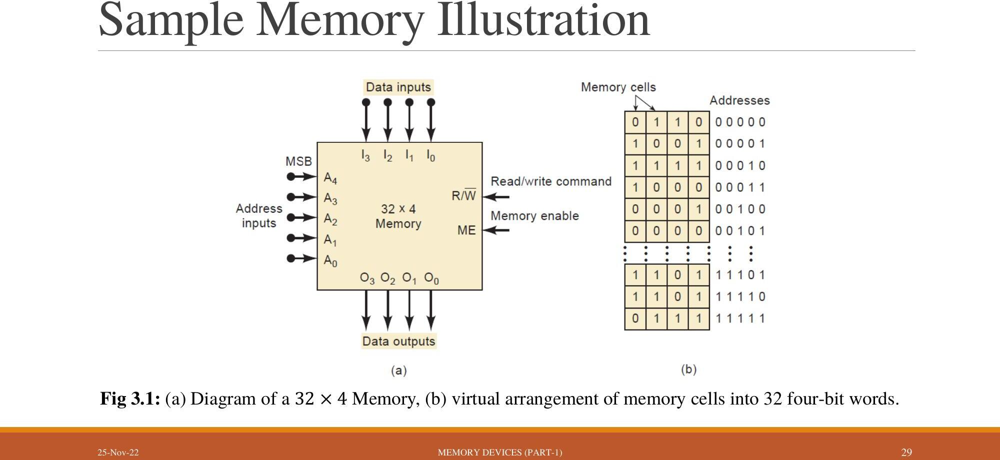 Sample Memory Illustration
Data inputs
I3 I2 I1 I0
MSB
A4
A3
Address inputs
A2
A1
A0
32 x 4
Memory
R/W̅
Read/write command
ME
Memory enable
O3 O2 O1 O0
Data outputs
(a)
Memory cells
Addresses
0 1 1 0 0 0 0 0 0
1 0 0 1 0 0 0 0 1
1 1 1 1 0 0 0 1 0
1 0 0 0 0 0 0 1 1
0 0 0 1 0 0 1 0 0
0 0 0 0 0 0 1 0 1
1 1 0 1 1 1 1 0 1
1 1 0 1 1 1 1 1 0
0 1 1 1 1 1 1 1 1
(b)
Fig 3.1: (a) Diagram of a 32 × 4 Memory, (b) virtual arrangement of memory cells into 32 four-bit words.
25-Nov-22
MEMORY DEVICES (PART-1)
29